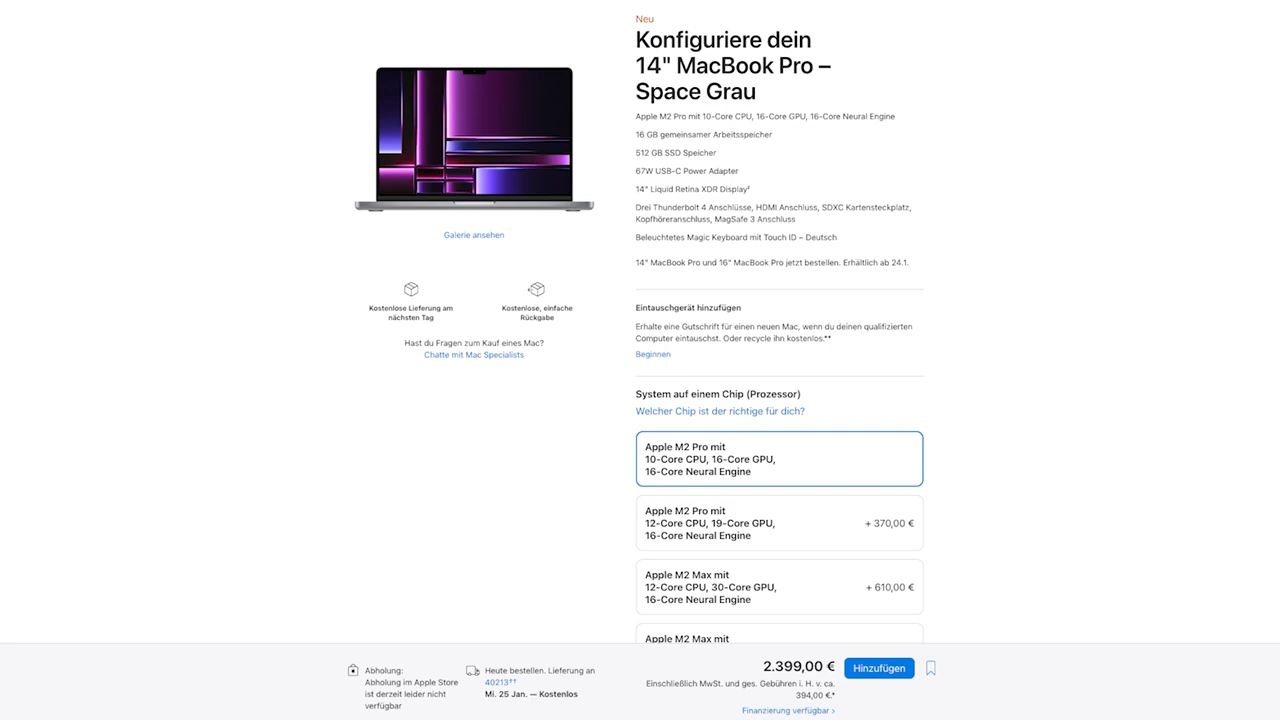 Neu
Konfiguriere dein
14" MacBook Pro –
Space Grau
Apple M2 Pro mit 10-Core CPU, 16-Core GPU, 16-Core Neural Engine
16 GB gemeinsamer Arbeitsspeicher
512 GB SSD Speicher
67W USB-C Power Adapter
14" Liquid Retina XDR Display²
Drei Thunderbolt 4 Anschlüsse, HDMI Anschluss, SDXC Kartensteckplatz,
Kopfhöreranschluss, MagSafe 3 Anschluss
Beleuchtetes Magic Keyboard mit Touch ID – Deutsch
14" MacBook Pro und 16" MacBook Pro jetzt bestellen. Erhältlich ab 24.1.
Galerie ansehen
Kostenlose Lieferung am
nächsten Tag
Kostenlose, einfache
Rückgabe
Hast du Fragen zum Kauf eines Mac?
Chatte mit Mac Specialists
Eintauschgerät hinzufügen
Erhalte eine Gutschrift für einen neuen Mac, wenn du deinen qualifizierten
Computer eintauschst. Oder recycle ihn kostenlos.**
Beginnen
System auf einem Chip (Prozessor)
Welcher Chip ist der richtige für dich?
Apple M2 Pro mit
10-Core CPU, 16-Core GPU,
16-Core Neural Engine
Apple M2 Pro mit
12-Core CPU, 19-Core GPU,
16-Core Neural Engine
+ 370,00 €
Apple M2 Max mit
12-Core CPU, 30-Core GPU,
16-Core Neural Engine
+ 610,00 €
Apple M2 Max mit
Abholung:
Abholung im Apple Store
ist derzeit leider nicht
verfügbar
Heute bestellen. Lieferung an
40213††
Mi. 25 Jan. — Kostenlos
2.399,00 €
Einschließlich MwSt. und ges. Gebühren i. H. v. ca.
394,00 €.*
Finanzierung verfügbar >
Hinzufügen